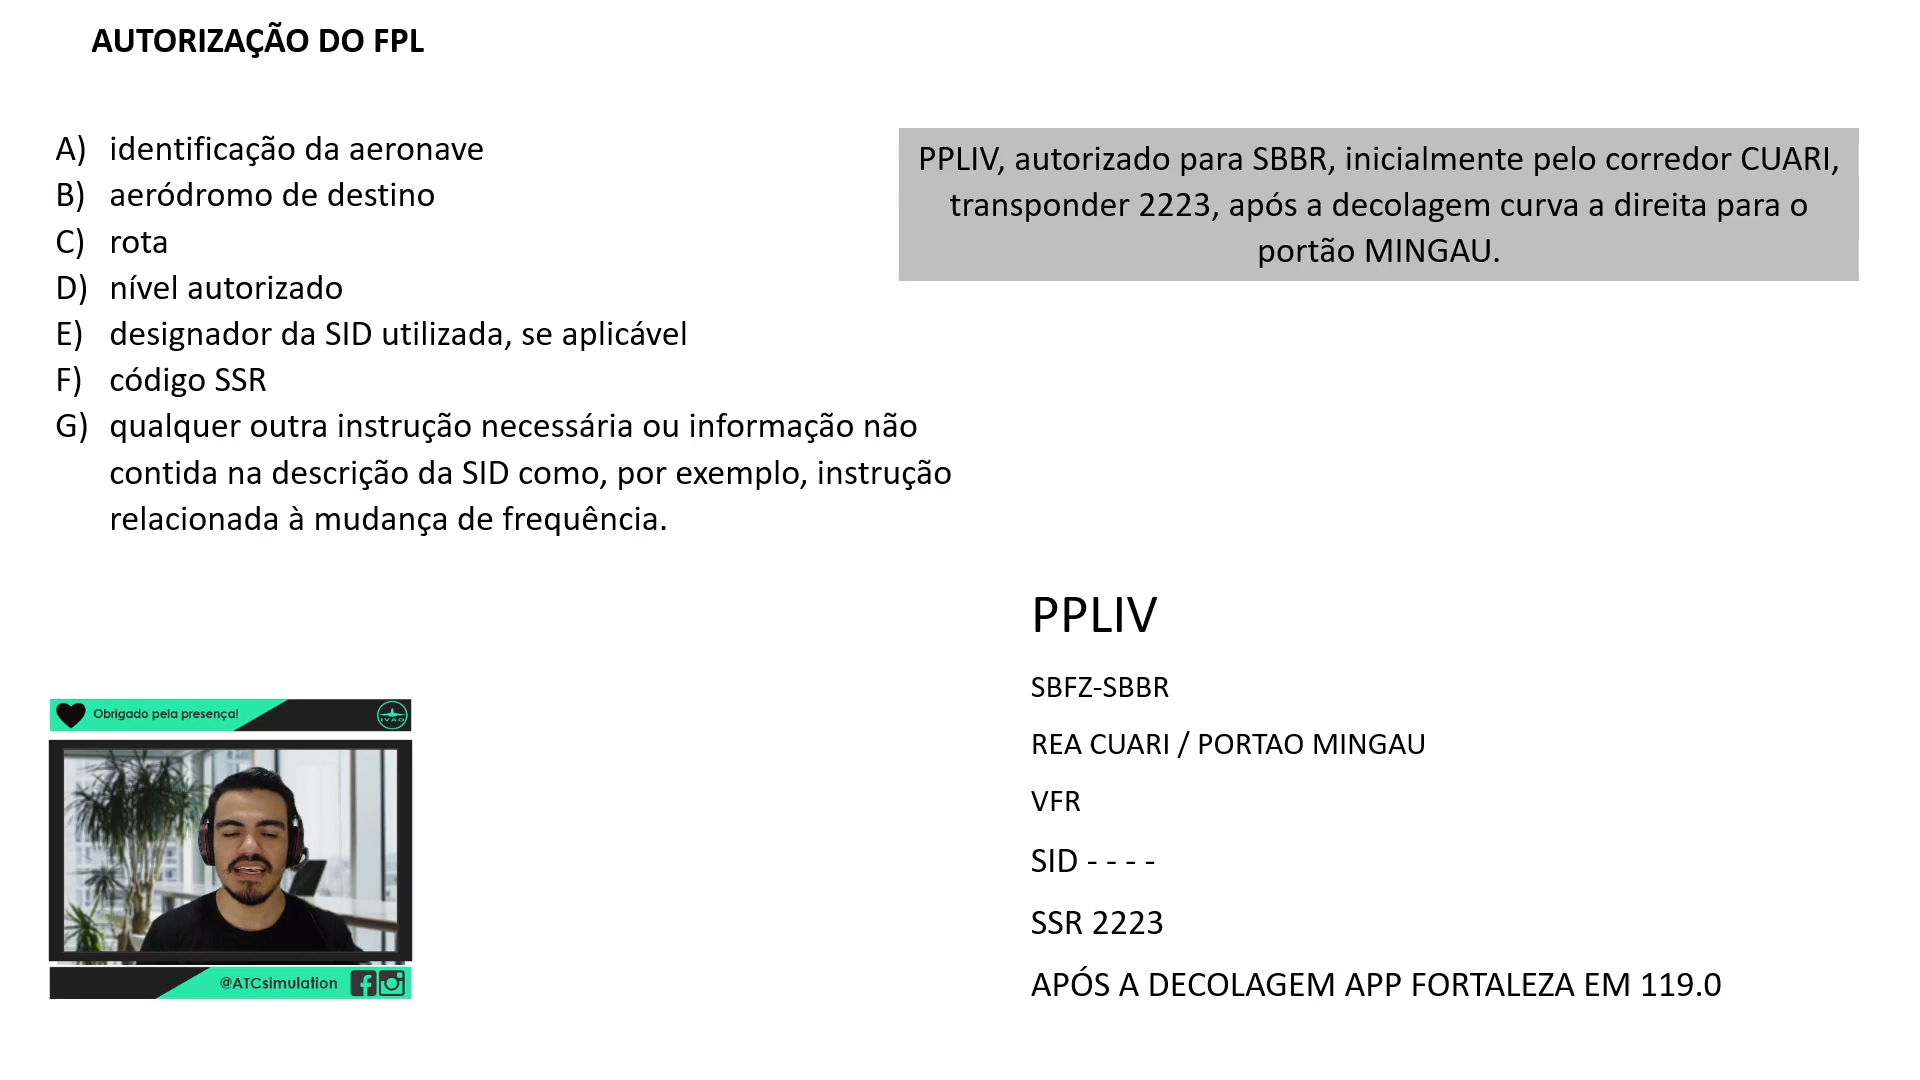 AUTORIZAÇÃO DO FPL
A) identificação da aeronave
B) aeródromo de destino
C) rota
D) nível autorizado
E) designador da SID utilizada, se aplicável
F) código SSR
G) qualquer outra instrução necessária ou informação não
contida na descrição da SID como, por exemplo, instrução
relacionada à mudança de frequência.
PPLIV, autorizado para SBBR, inicialmente pelo corredor CUARI,
transponder 2223, após a decolagem curva a direita para o
portão MINGAU.
PPLIV
SBFZ-SBBR
REA CUARI / PORTAO MINGAU
VFR
SID - - - -
SSR 2223
APÓS A DECOLAGEM APP FORTALEZA EM 119.0
Obrigado pela presença!
IVAO
@ATCsimulation